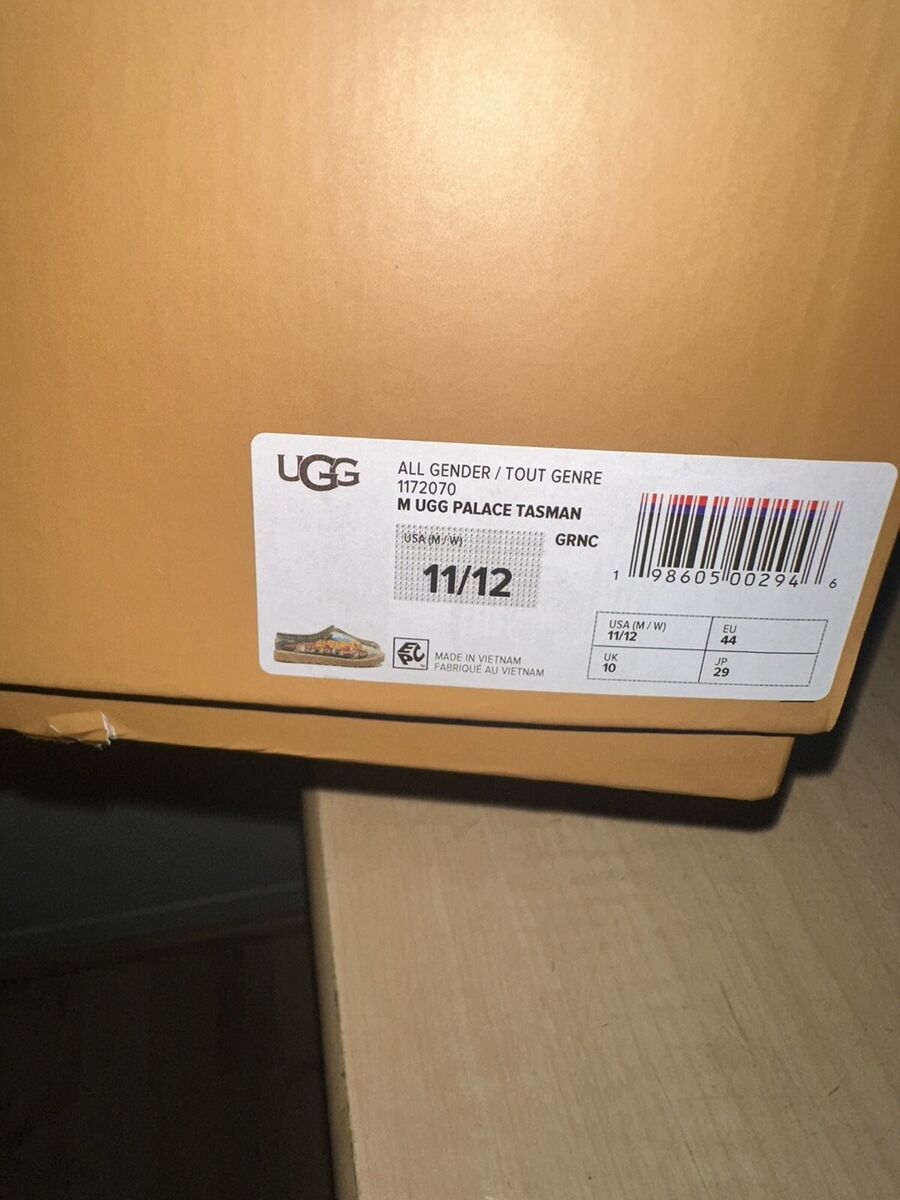 UGG
ALL GENDER / TOUT GENRE
1172070
M UGG PALACE TASMAN
USA (M / W)
GRNC
11/12
1 98605 00294 6
USA (M / W)
11/12
EU
44
UK
10
JP
29
EPC
MADE IN VIETNAM
FABRIQUÉ AU VIETNAM